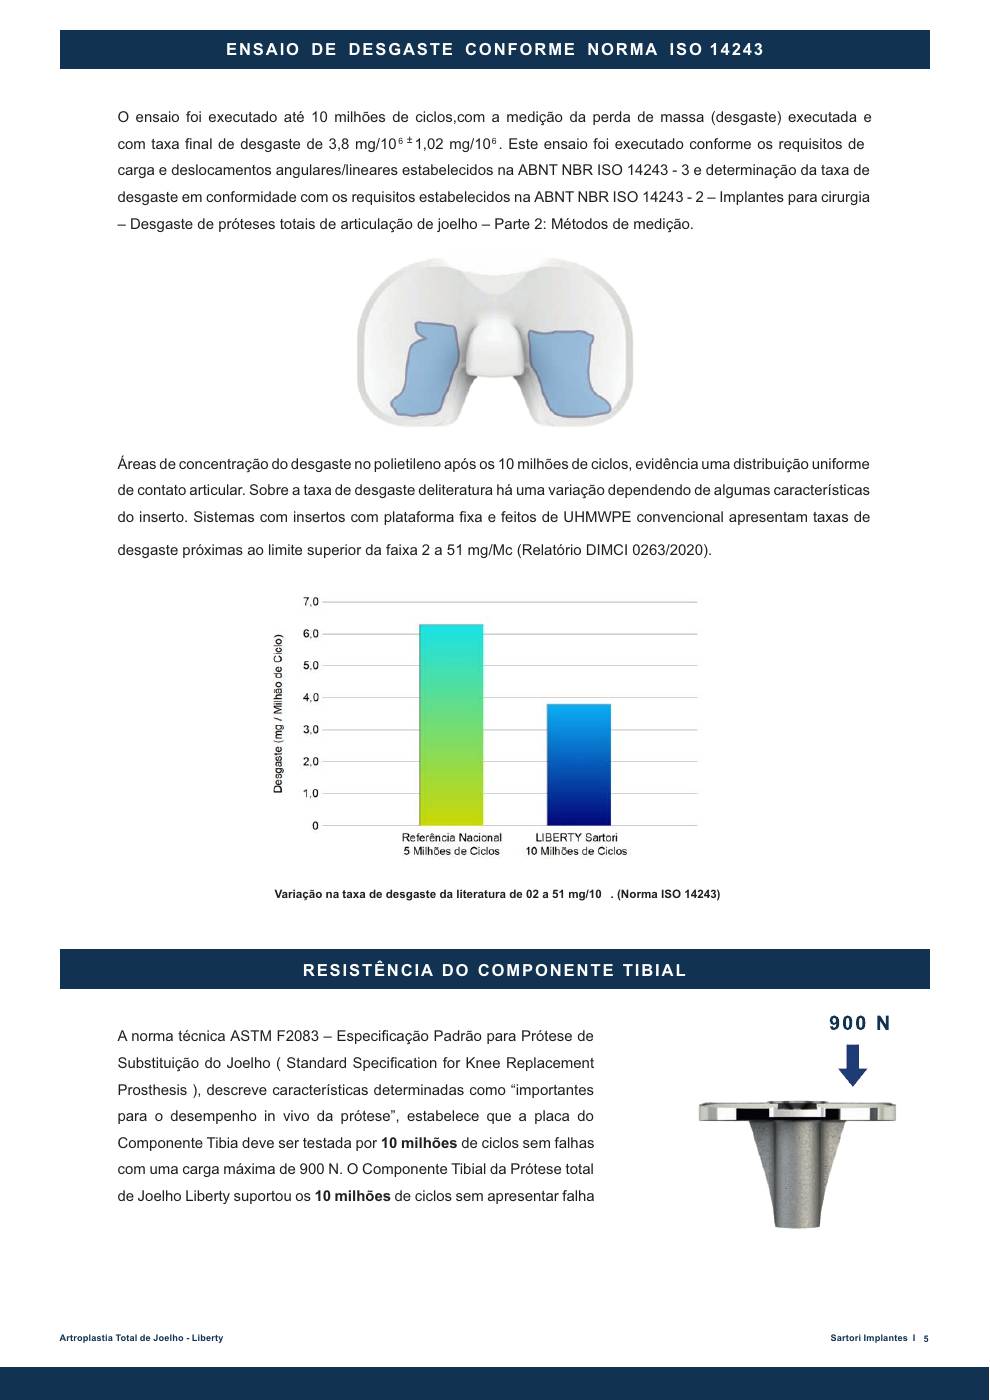 ENSAIO DE DESGASTE CONFORME NORMA ISO 14243
O ensaio foi executado até 10 milhões de ciclos,com a medição da perda de massa (desgaste) executada e
com taxa final de desgaste de 3,8 mg/10⁶ ± 1,02 mg/10⁶. Este ensaio foi executado conforme os requisitos de
carga e deslocamentos angulares/lineares estabelecidos na ABNT NBR ISO 14243 - 3 e determinação da taxa de
desgaste em conformidade com os requisitos estabelecidos na ABNT NBR ISO 14243 - 2 – Implantes para cirurgia
– Desgaste de próteses totais de articulação de joelho – Parte 2: Métodos de medição.
Áreas de concentração do desgaste no polietileno após os 10 milhões de ciclos, evidência uma distribuição uniforme
de contato articular. Sobre a taxa de desgaste deliteratura há uma variação dependendo de algumas características
do inserto. Sistemas com insertos com plataforma fixa e feitos de UHMWPE convencional apresentam taxas de
desgaste próximas ao limite superior da faixa 2 a 51 mg/Mc (Relatório DIMCI 0263/2020).
Desgaste (mg / Milhão de Ciclo)
7,0
6,0
5,0
4,0
3,0
2,0
1,0
0
Referência Nacional
5 Milhões de Ciclos
LIBERTY Sartori
10 Milhões de Ciclos
Variação na taxa de desgaste da literatura de 02 a 51 mg/10 . (Norma ISO 14243)
RESISTÊNCIA DO COMPONENTE TIBIAL
900 N
A norma técnica ASTM F2083 – Especificação Padrão para Prótese de
Substituição do Joelho ( Standard Specification for Knee Replacement
Prosthesis ), descreve características determinadas como “importantes
para o desempenho in vivo da prótese”, estabelece que a placa do
Componente Tibia deve ser testada por 10 milhões de ciclos sem falhas
com uma carga máxima de 900 N. O Componente Tibial da Prótese total
de Joelho Liberty suportou os 10 milhões de ciclos sem apresentar falha
Artroplastia Total de Joelho - Liberty
Sartori Implantes I 5